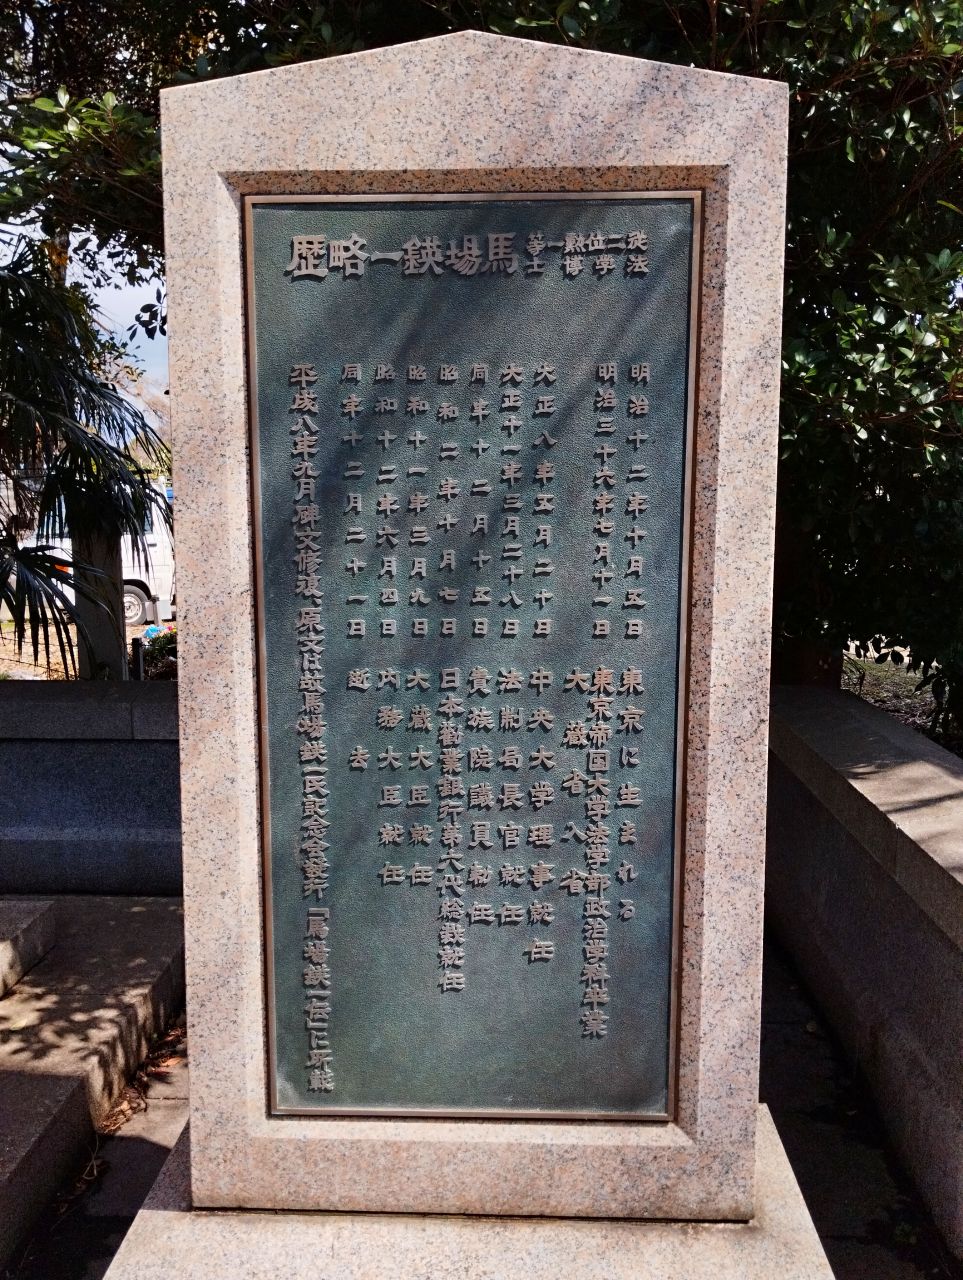 従二位勲一等
法学博士
馬場鍈一略歴
明治十二年十月五日 東京に生まれる
明治三十六年七月十一日 東京帝国大学法学部政治学科卒業
大蔵省入省
大正八年五月二十日 中央大学理事就任
大正十一年三月二十八日 法制局長官就任
同年十二月十五日 貴族院議員勅任
昭和二年十月七日 日本勧業銀行第六代総裁就任
昭和十一年三月九日 大蔵大臣就任
昭和十二年六月四日 内務大臣就任
同年十二月二十一日 逝去
平成八年九月碑文修復、原文は故馬場鍈一氏記念会發行「馬場鍈一伝」に所載